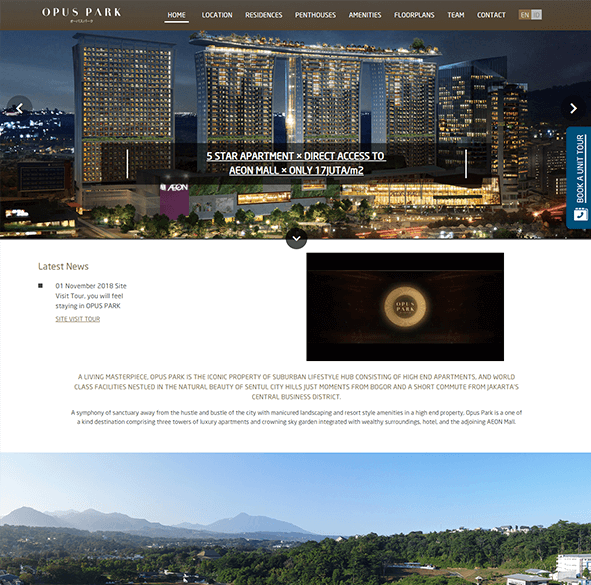 OPUS PARK
オーパスパーク
HOME LOCATION RESIDENCES PENTHOUSES AMENITIES FLOORPLANS TEAM CONTACT EN ID
5 STAR APARTMENT × DIRECT ACCESS TO
AEON MALL × ONLY 17JUTA/m2
BOOK A UNIT TOUR
AEON
Latest News
01 November 2018 Site
Visit Tour, you will feel
staying in OPUS PARK
SITE VISIT TOUR
OPUS
PARK
A LIVING MASTERPIECE, OPUS PARK IS THE ICONIC PROPERTY OF SUBURBAN LIFESTYLE HUB CONSISTING OF HIGH END APARTMENTS, AND WORLD
CLASS FACILITIES NESTLED IN THE NATURAL BEAUTY OF SENTUL CITY HILLS JUST MOMENTS FROM BOGOR AND A SHORT COMMUTE FROM JAKARTA'S
CENTRAL BUSINESS DISTRICT.
A symphony of sanctuary away from the hustle and bustle of the city with manicured landscaping and resort style amenities in a high end property, Opus Park is a one of
a kind destination comprising three towers of luxury apartments and crowning sky garden integrated with wealthy surroundings, hotel, and the adjoining AEON Mall.